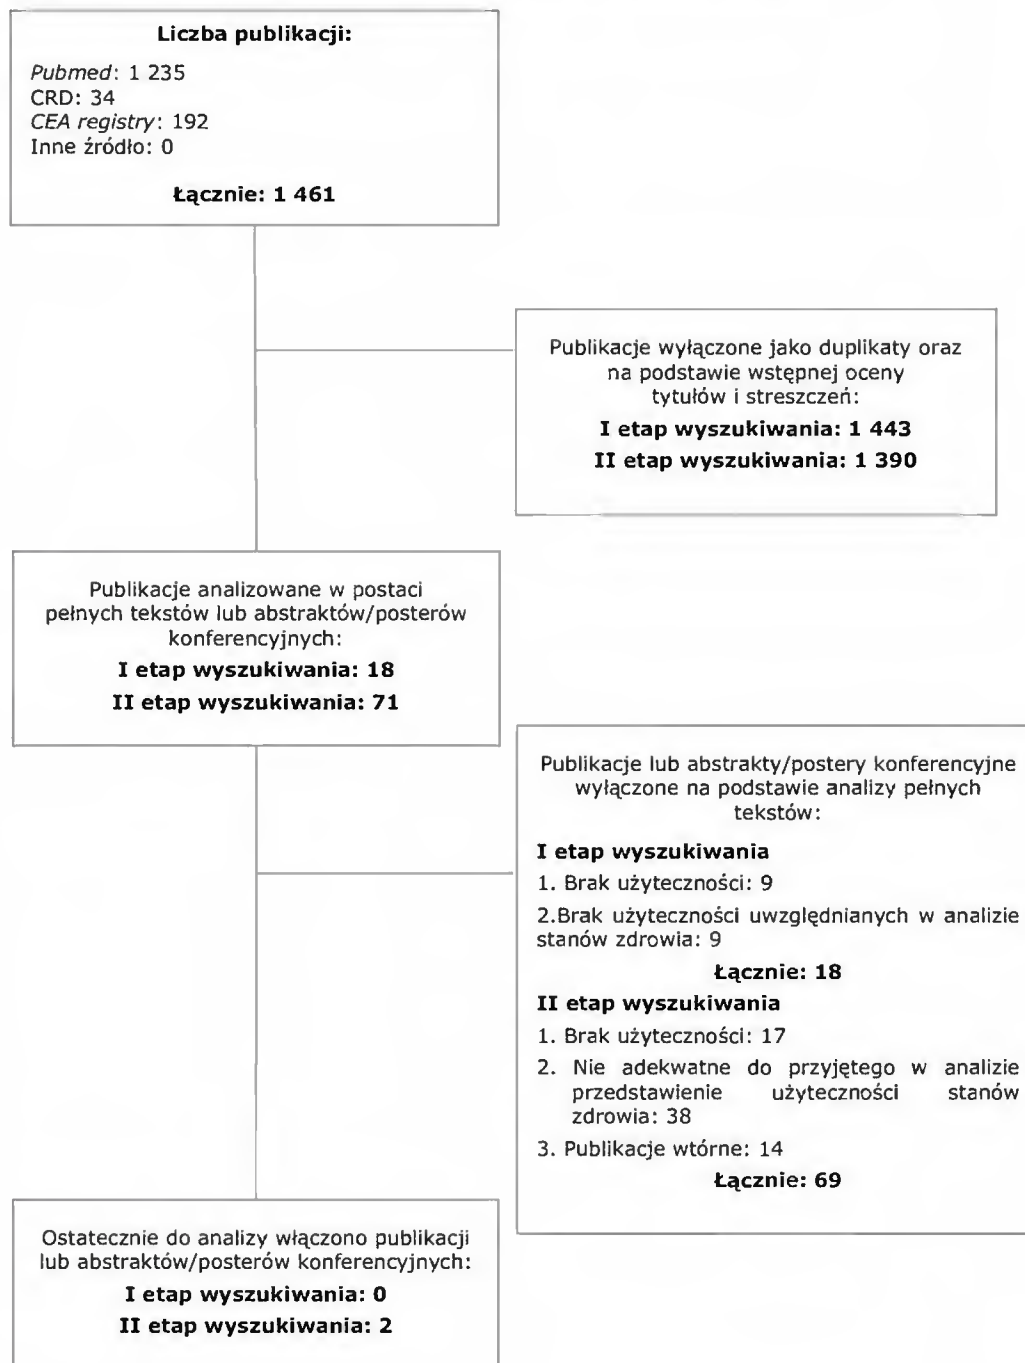 Liczba publikacji:
Pubmed: 1 235
CRD: 34
CEA registry: 192
Inne źródło: 0
Łącznie: 1 461
Publikacje wyłączone jako duplikaty oraz
na podstawie wstępnej oceny
tytułów i streszczeń:
I etap wyszukiwania: 1 443
II etap wyszukiwania: 1 390
Publikacje analizowane w postaci
pełnych tekstów lub abstraktów/posterów
konferencyjnych:
I etap wyszukiwania: 18
II etap wyszukiwania: 71
Publikacje lub abstrakty/postery konferencyjne
wyłączone na podstawie analizy pełnych
tekstów:
I etap wyszukiwania
1. Brak użyteczności: 9
2.Brak użyteczności uwzględnianych w analizie
stanów zdrowia: 9
Łącznie: 18
II etap wyszukiwania
1. Brak użyteczności: 17
2. Nie adekwatne do przyjętego w analizie
przedstawienie użyteczności stanów
zdrowia: 38
3. Publikacje wtórne: 14
Łącznie: 69
Ostatecznie do analizy włączono publikacji
lub abstraktów/posterów konferencyjnych:
I etap wyszukiwania: 0
II etap wyszukiwania: 2